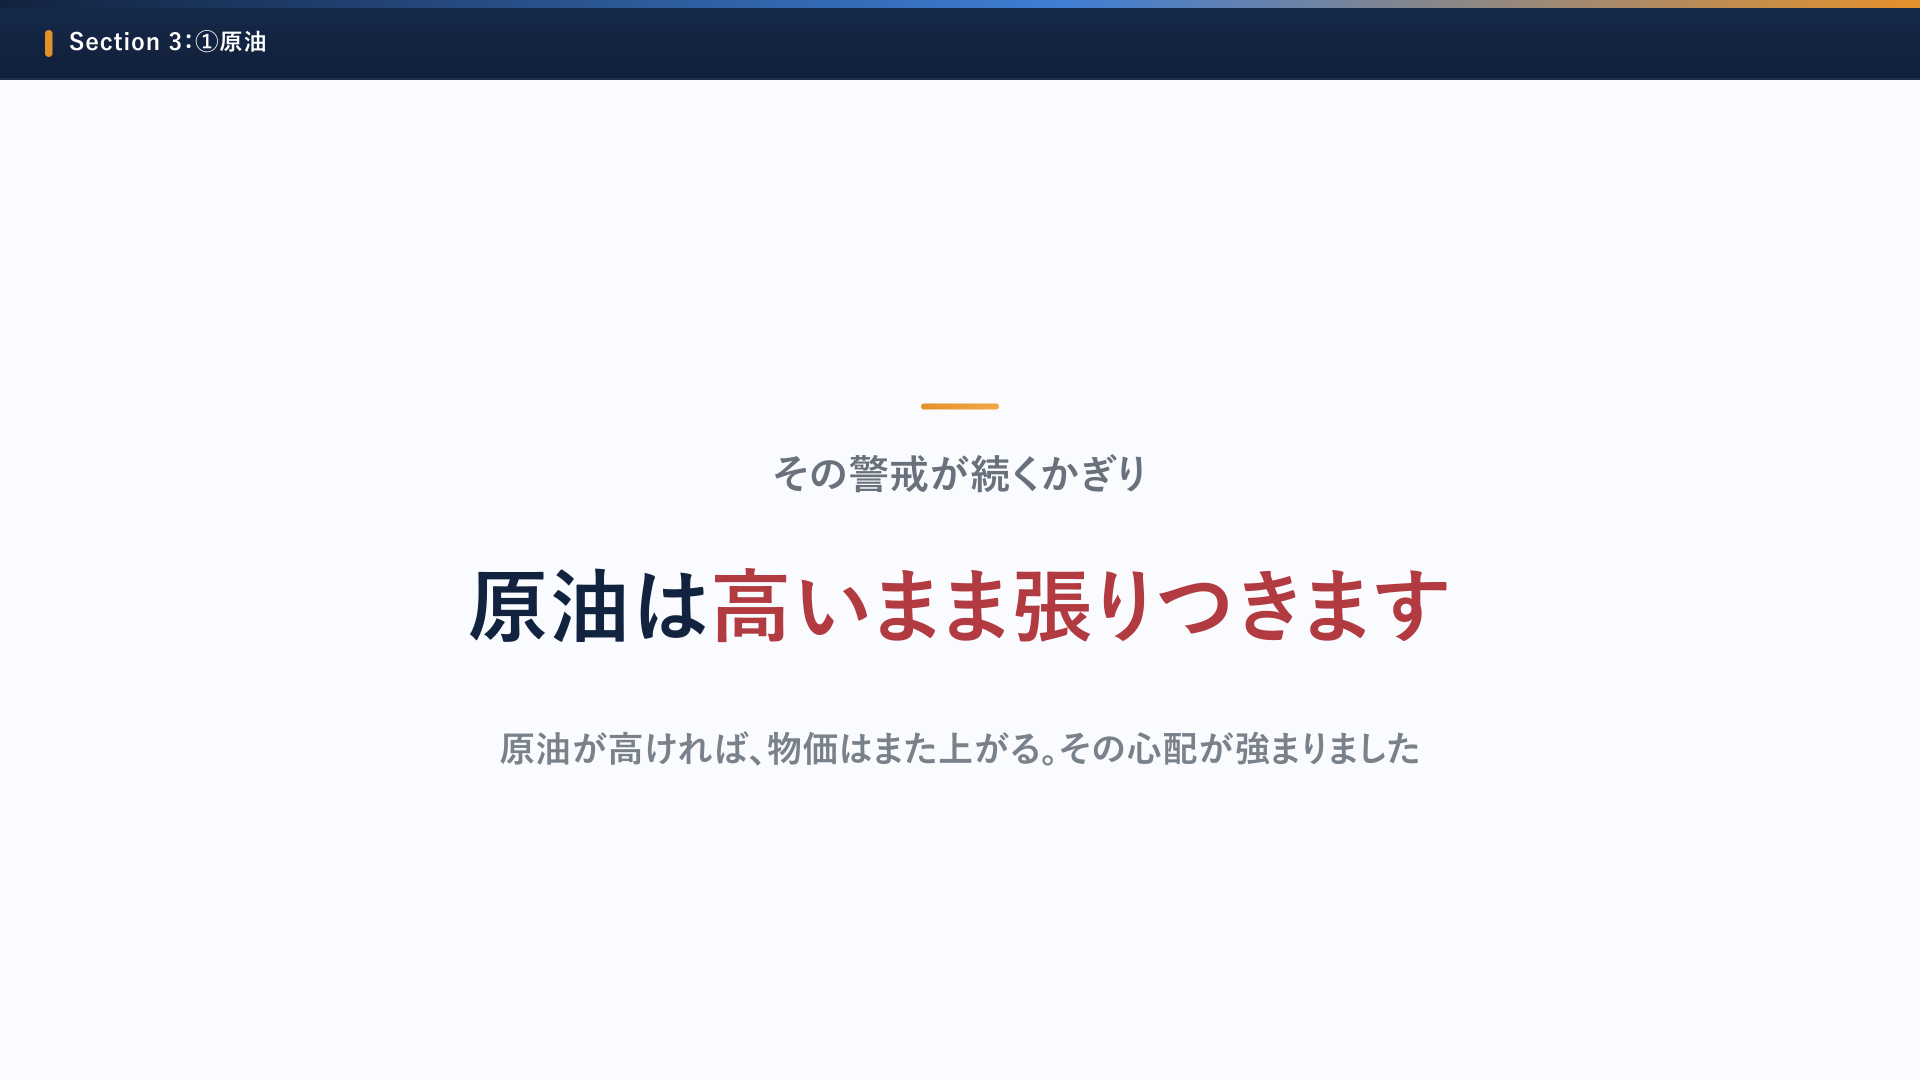 Section 3：①原油
その警戒が続くかぎり
原油は高いまま張りつきます
原油が高ければ、物価はまた上がる。その心配が強まりました